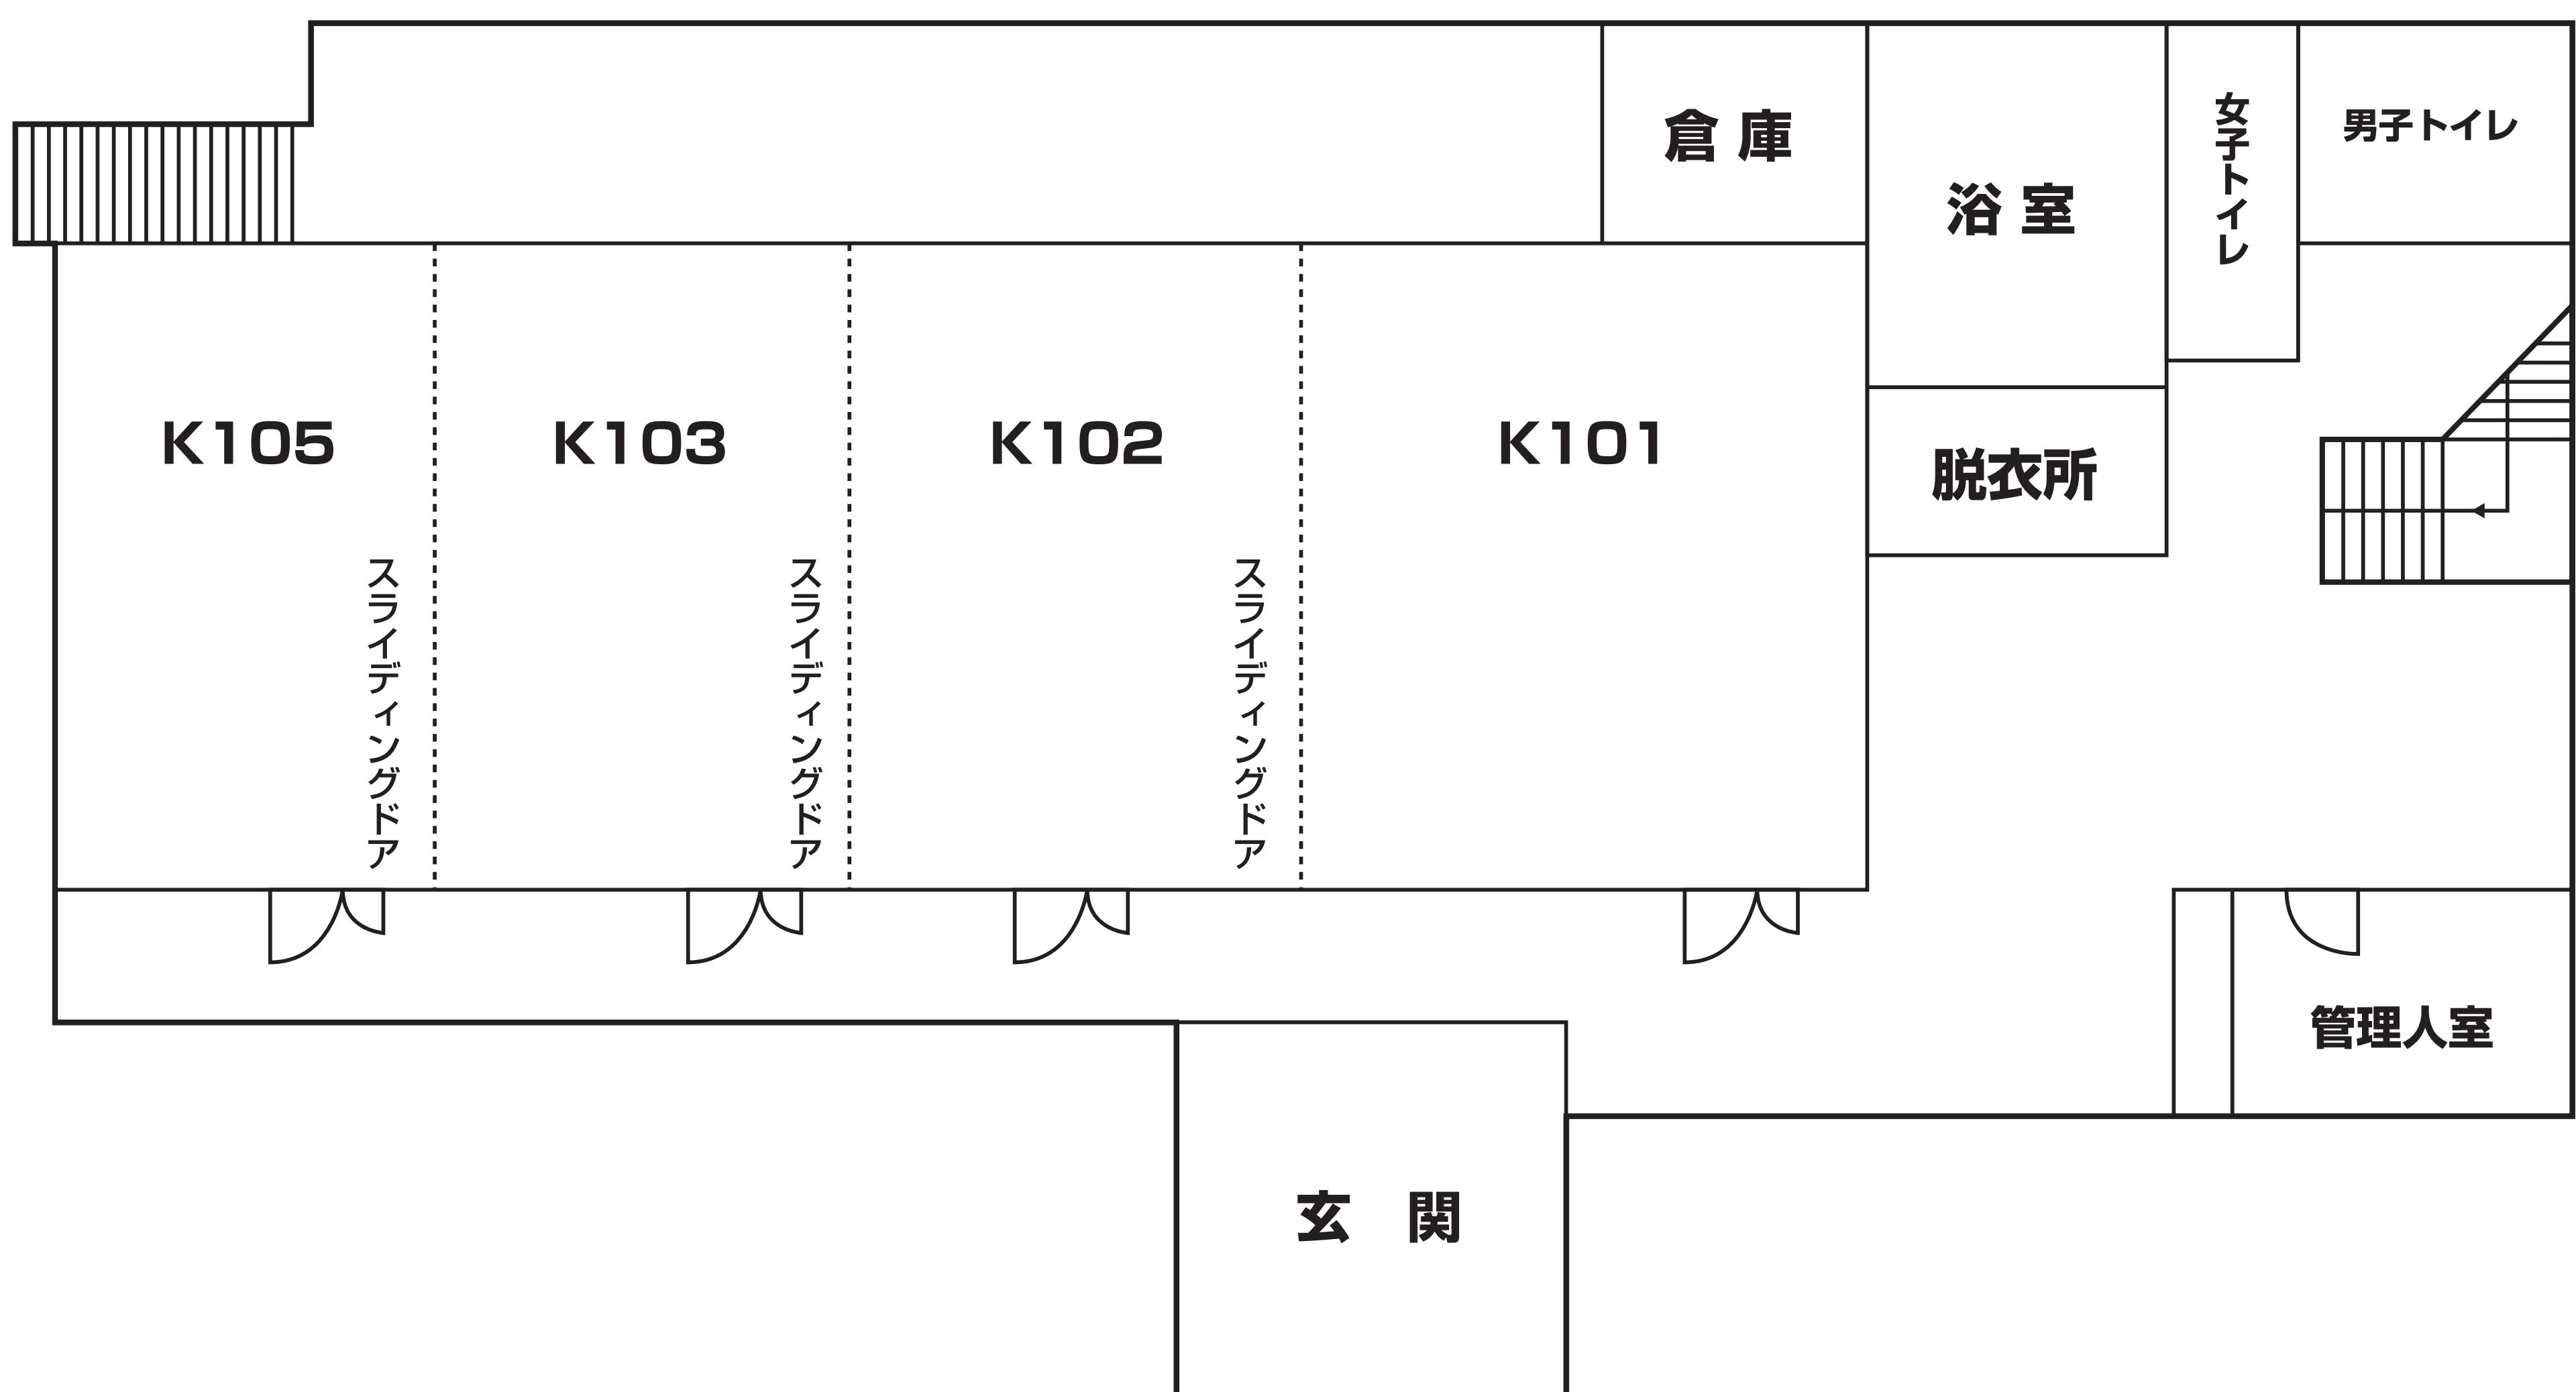 倉庫
浴室
女子トイレ
男子トイレ
K105
K103
K102
K101
脱衣所
スライディングドア
スライディングドア
スライディングドア
管理人室
玄 関